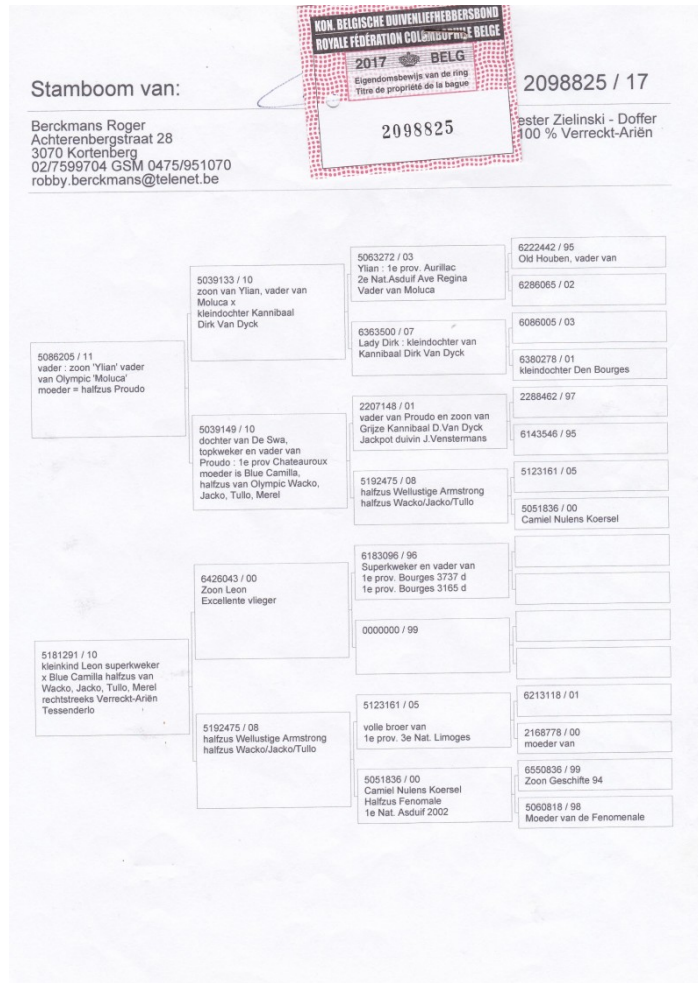 KON. BELGISCHE DUIVENLIEFHEBBERSBOND
ROYALE FÉDÉRATION COLOMBOPHILE BELGE
2017 BELG
Eigendomsbewijs van de ring
Titre de propriété de la bague
2098825
Stamboom van:
2098825 / 17
Berckmans Roger
Achterenbergstraat 28
3070 Kortenberg
02/7599704 GSM 0475/951070
robby.berckmans@telenet.be
ester Zielinski - Doffer
100 % Verreckt-Ariën
5086205 / 11
vader : zoon 'Ylian' vader
van Olympic 'Moluca'
moeder = halfzus Proudo
5181291 / 10
kleinkind Leon superkweker
x Blue Camilla halfzus van
Wacko, Jacko, Tullo, Merel
rechtstreeks Verreckt-Ariën
Tessenderlo
5039133 / 10
zoon van Ylian, vader van
Moluca x
kleindochter Kannibaal
Dirk Van Dyck
5039149 / 10
dochter van De Swa,
topkweker en vader van
Proudo : 1e prov Chateauroux
moeder is Blue Camilla,
halfzus van Olympic Wacko,
Jacko, Tullo, Merel
6426043 / 00
Zoon Leon
Excellente vlieger
5192475 / 08
halfzus Wellustige Armstrong
halfzus Wacko/Jacko/Tullo
5063272 / 03
Ylian : 1e prov. Aurillac
2e Nat.Asduif Ave Regina
Vader van Moluca
6363500 / 07
Lady Dirk : kleindochter van
Kannibaal Dirk Van Dyck
2207148 / 01
vader van Proudo en zoon van
Grijze Kannibaal D.Van Dyck
Jackpot duivin J.Venstermans
5192475 / 08
halfzus Wellustige Armstrong
halfzus Wacko/Jacko/Tullo
6183096 / 96
Superkweker en vader van
1e prov. Bourges 3737 d
1e prov. Bourges 3165 d
0000000 / 99
5123161 / 05
volle broer van
1e prov. 3e Nat. Limoges
5051836 / 00
Camiel Nulens Koersel
Halfzus Fenomale
1e Nat. Asduif 2002
6222442 / 95
Old Houben, vader van
6286065 / 02
6086005 / 03
6380278 / 01
kleindochter Den Bourges
2288462 / 97
6143546 / 95
5123161 / 05
5051836 / 00
Camiel Nulens Koersel
6213118 / 01
2168778 / 00
moeder van
6550836 / 99
Zoon Geschifte 94
5060818 / 98
Moeder van de Fenomenale